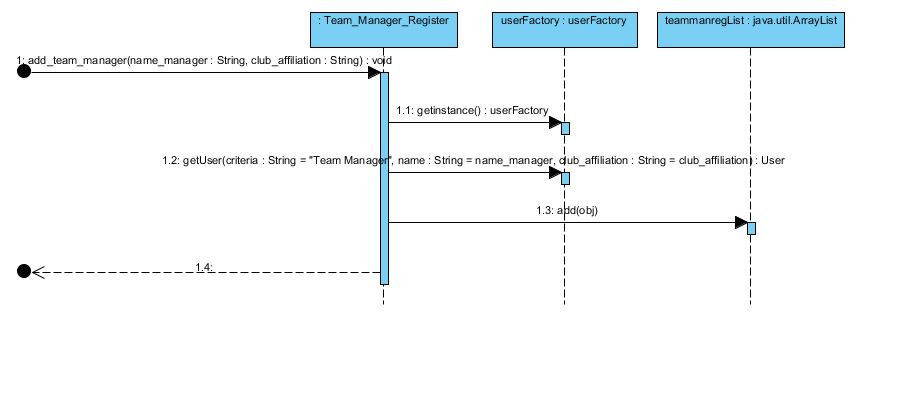 : Team_Manager_Register
userFactory : userFactory
teammanregList : java.util.ArrayList
1: add_team_manager(name_manager : String, club_affiliation : String) : void
1.1: getinstance() : userFactory
1.2: getUser(criteria : String = "Team Manager", name : String = name_manager, club_affiliation : String = club_affiliation) : User
1.3: add(obj)
1.4: